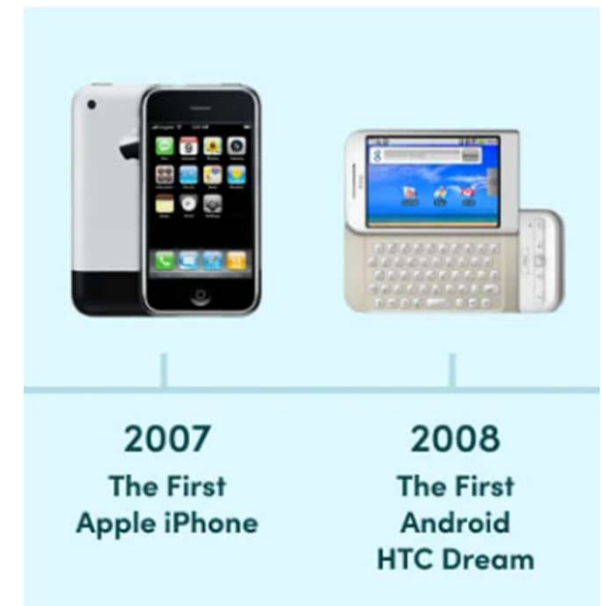 2007
The First
Apple iPhone
2008
The First
Android
HTC Dream